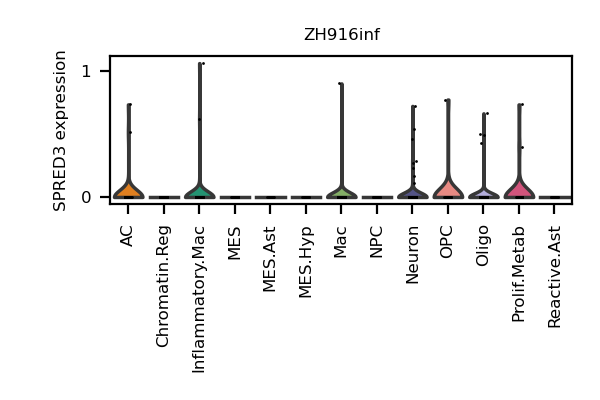 ZH916inf
SPRED3 expression
1
0
AC
Chromatin.Reg
Inflammatory.Mac
MES
MES.Ast
MES.Hyp
Mac
NPC
Neuron
OPC
Oligo
Prolif.Metab
Reactive.Ast